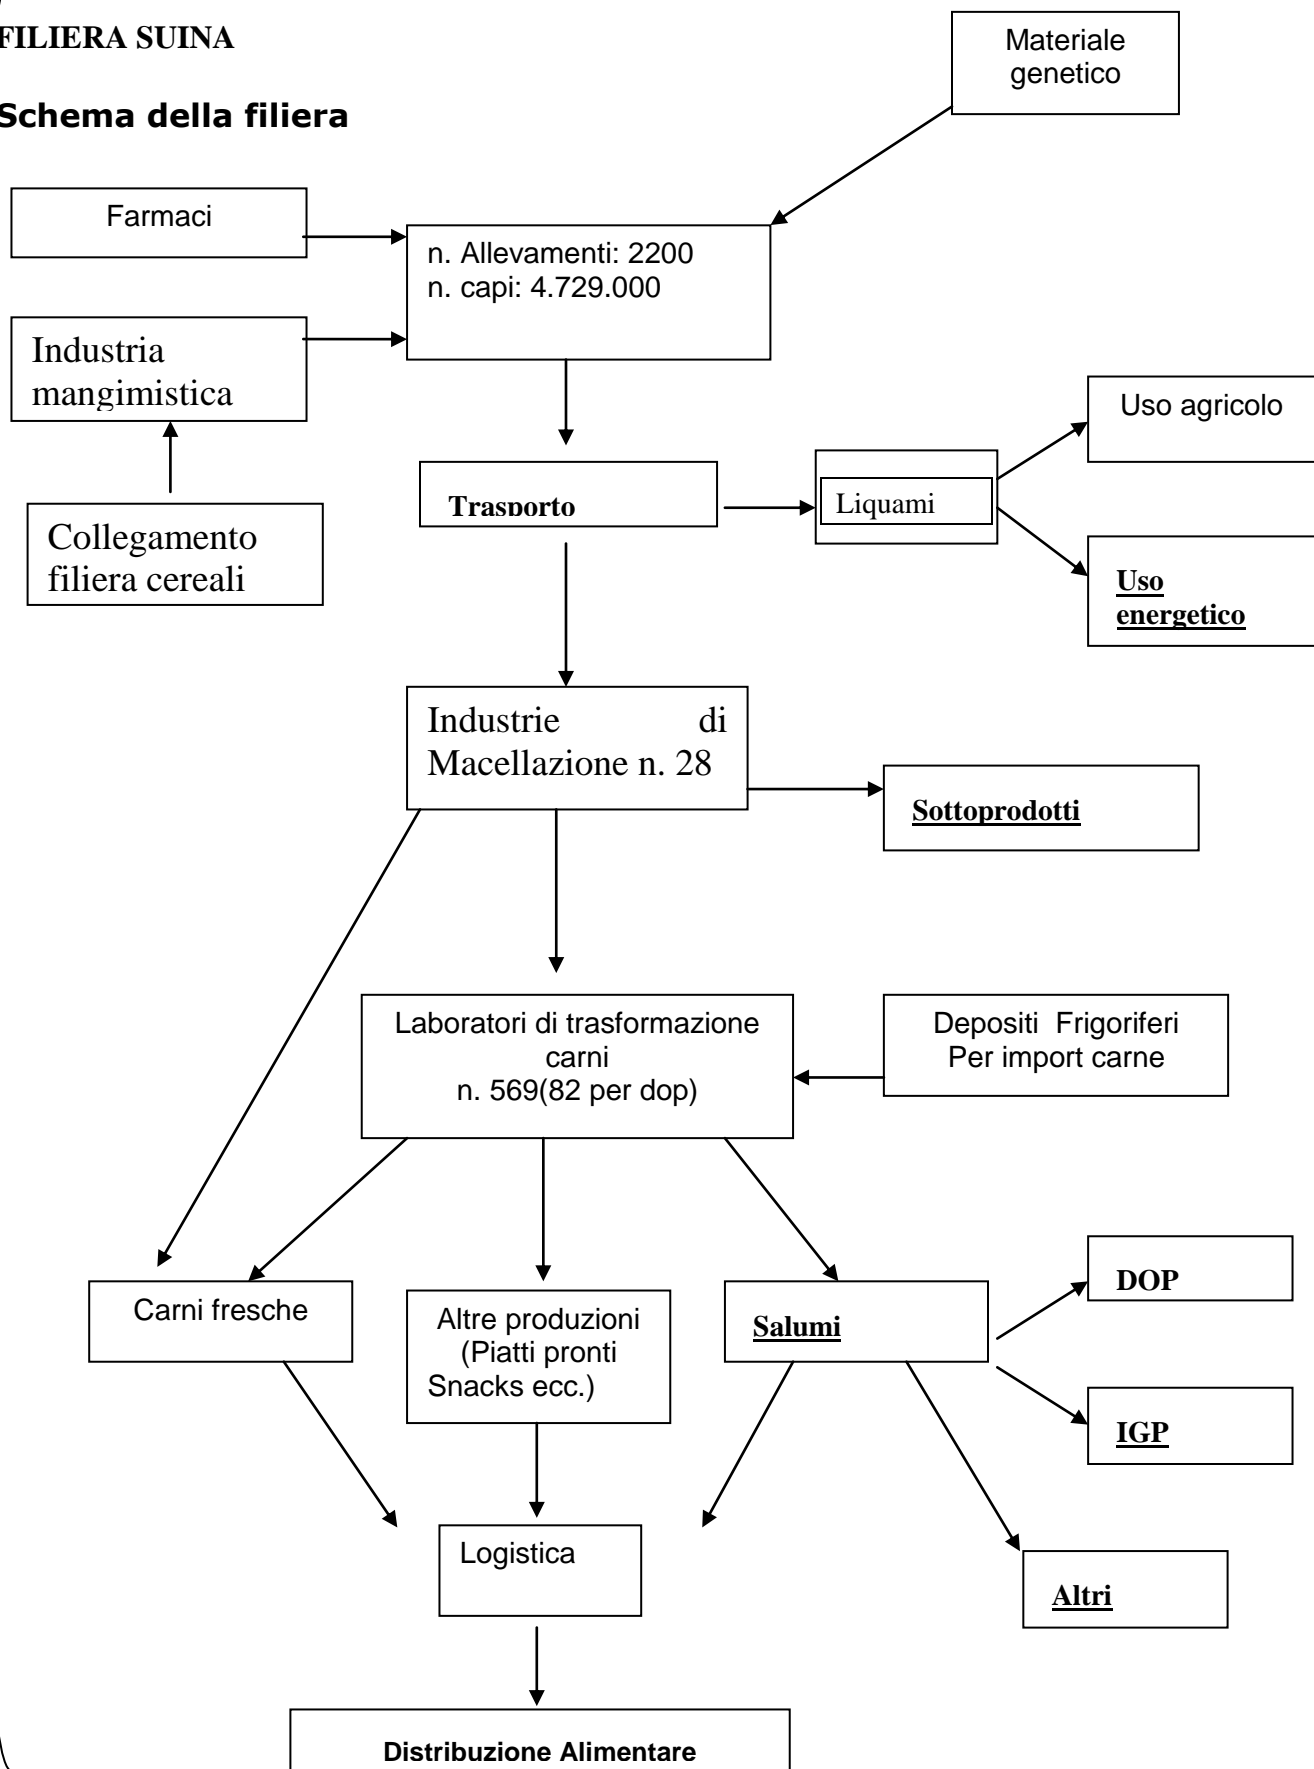 FILIERA SUINA
Materiale
genetico
Schema della filiera
Farmaci
n. Allevamenti: 2200
n. capi: 4.729.000
Industria
mangimistica
Uso agricolo
Trasporto
Liquami
Collegamento
filiera cereali
Uso
energetico
Industrie di
Macellazione n. 28
Sottoprodotti
Laboratori di trasformazione
carni
n. 569(82 per dop)
Depositi Frigoriferi
Per import carne
Carni fresche
Altre produzioni
(Piatti pronti
Snacks ecc.)
Salumi
DOP
IGP
Logistica
Altri
Distribuzione Alimentare